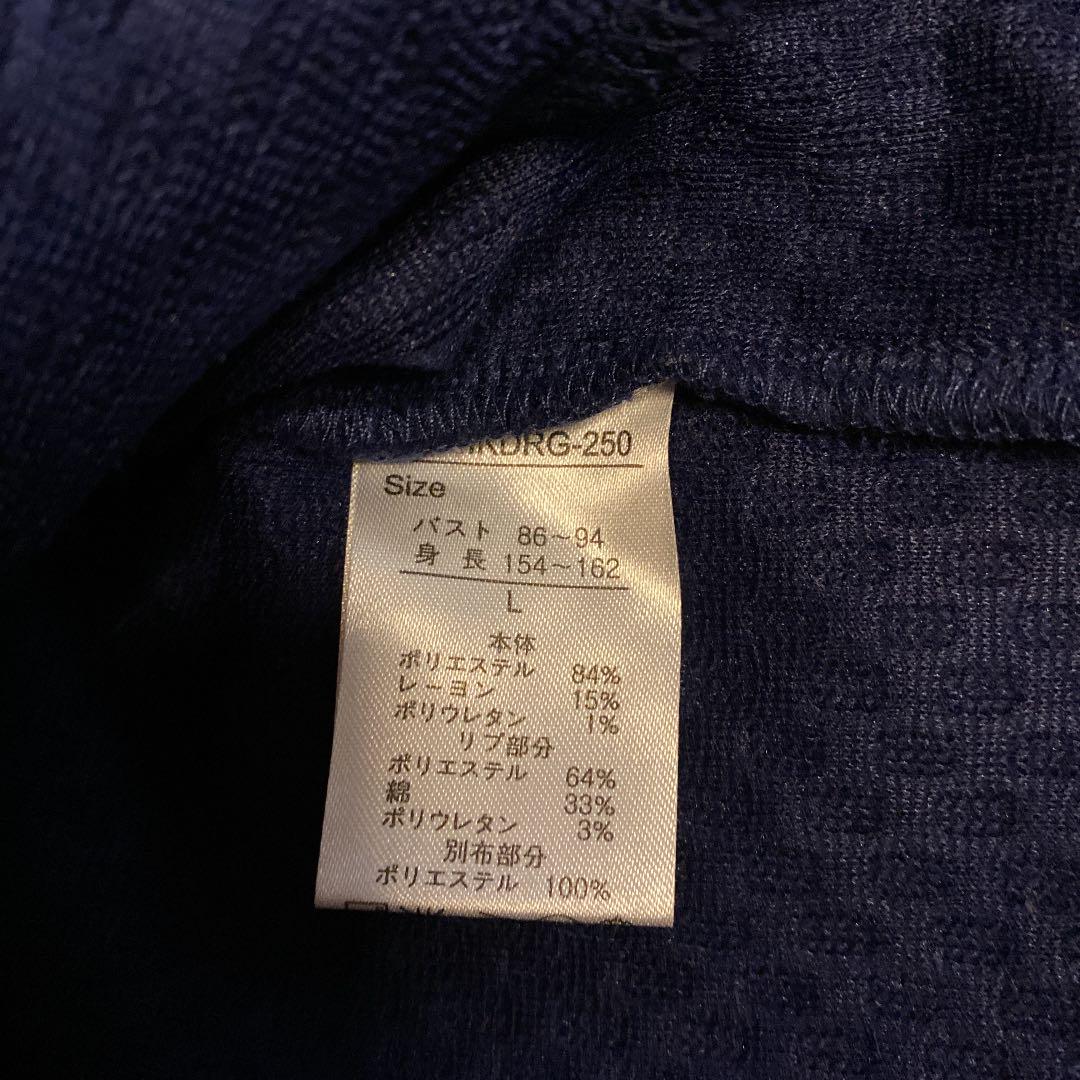 KDRG-250
Size
バスト 86～94
身長 154～162
L
本体
ポリエステル 84%
レーヨン 15%
ポリウレタン 1%
リブ部分
ポリエステル 64%
綿 33%
ポリウレタン 3%
別布部分
ポリエステル 100%